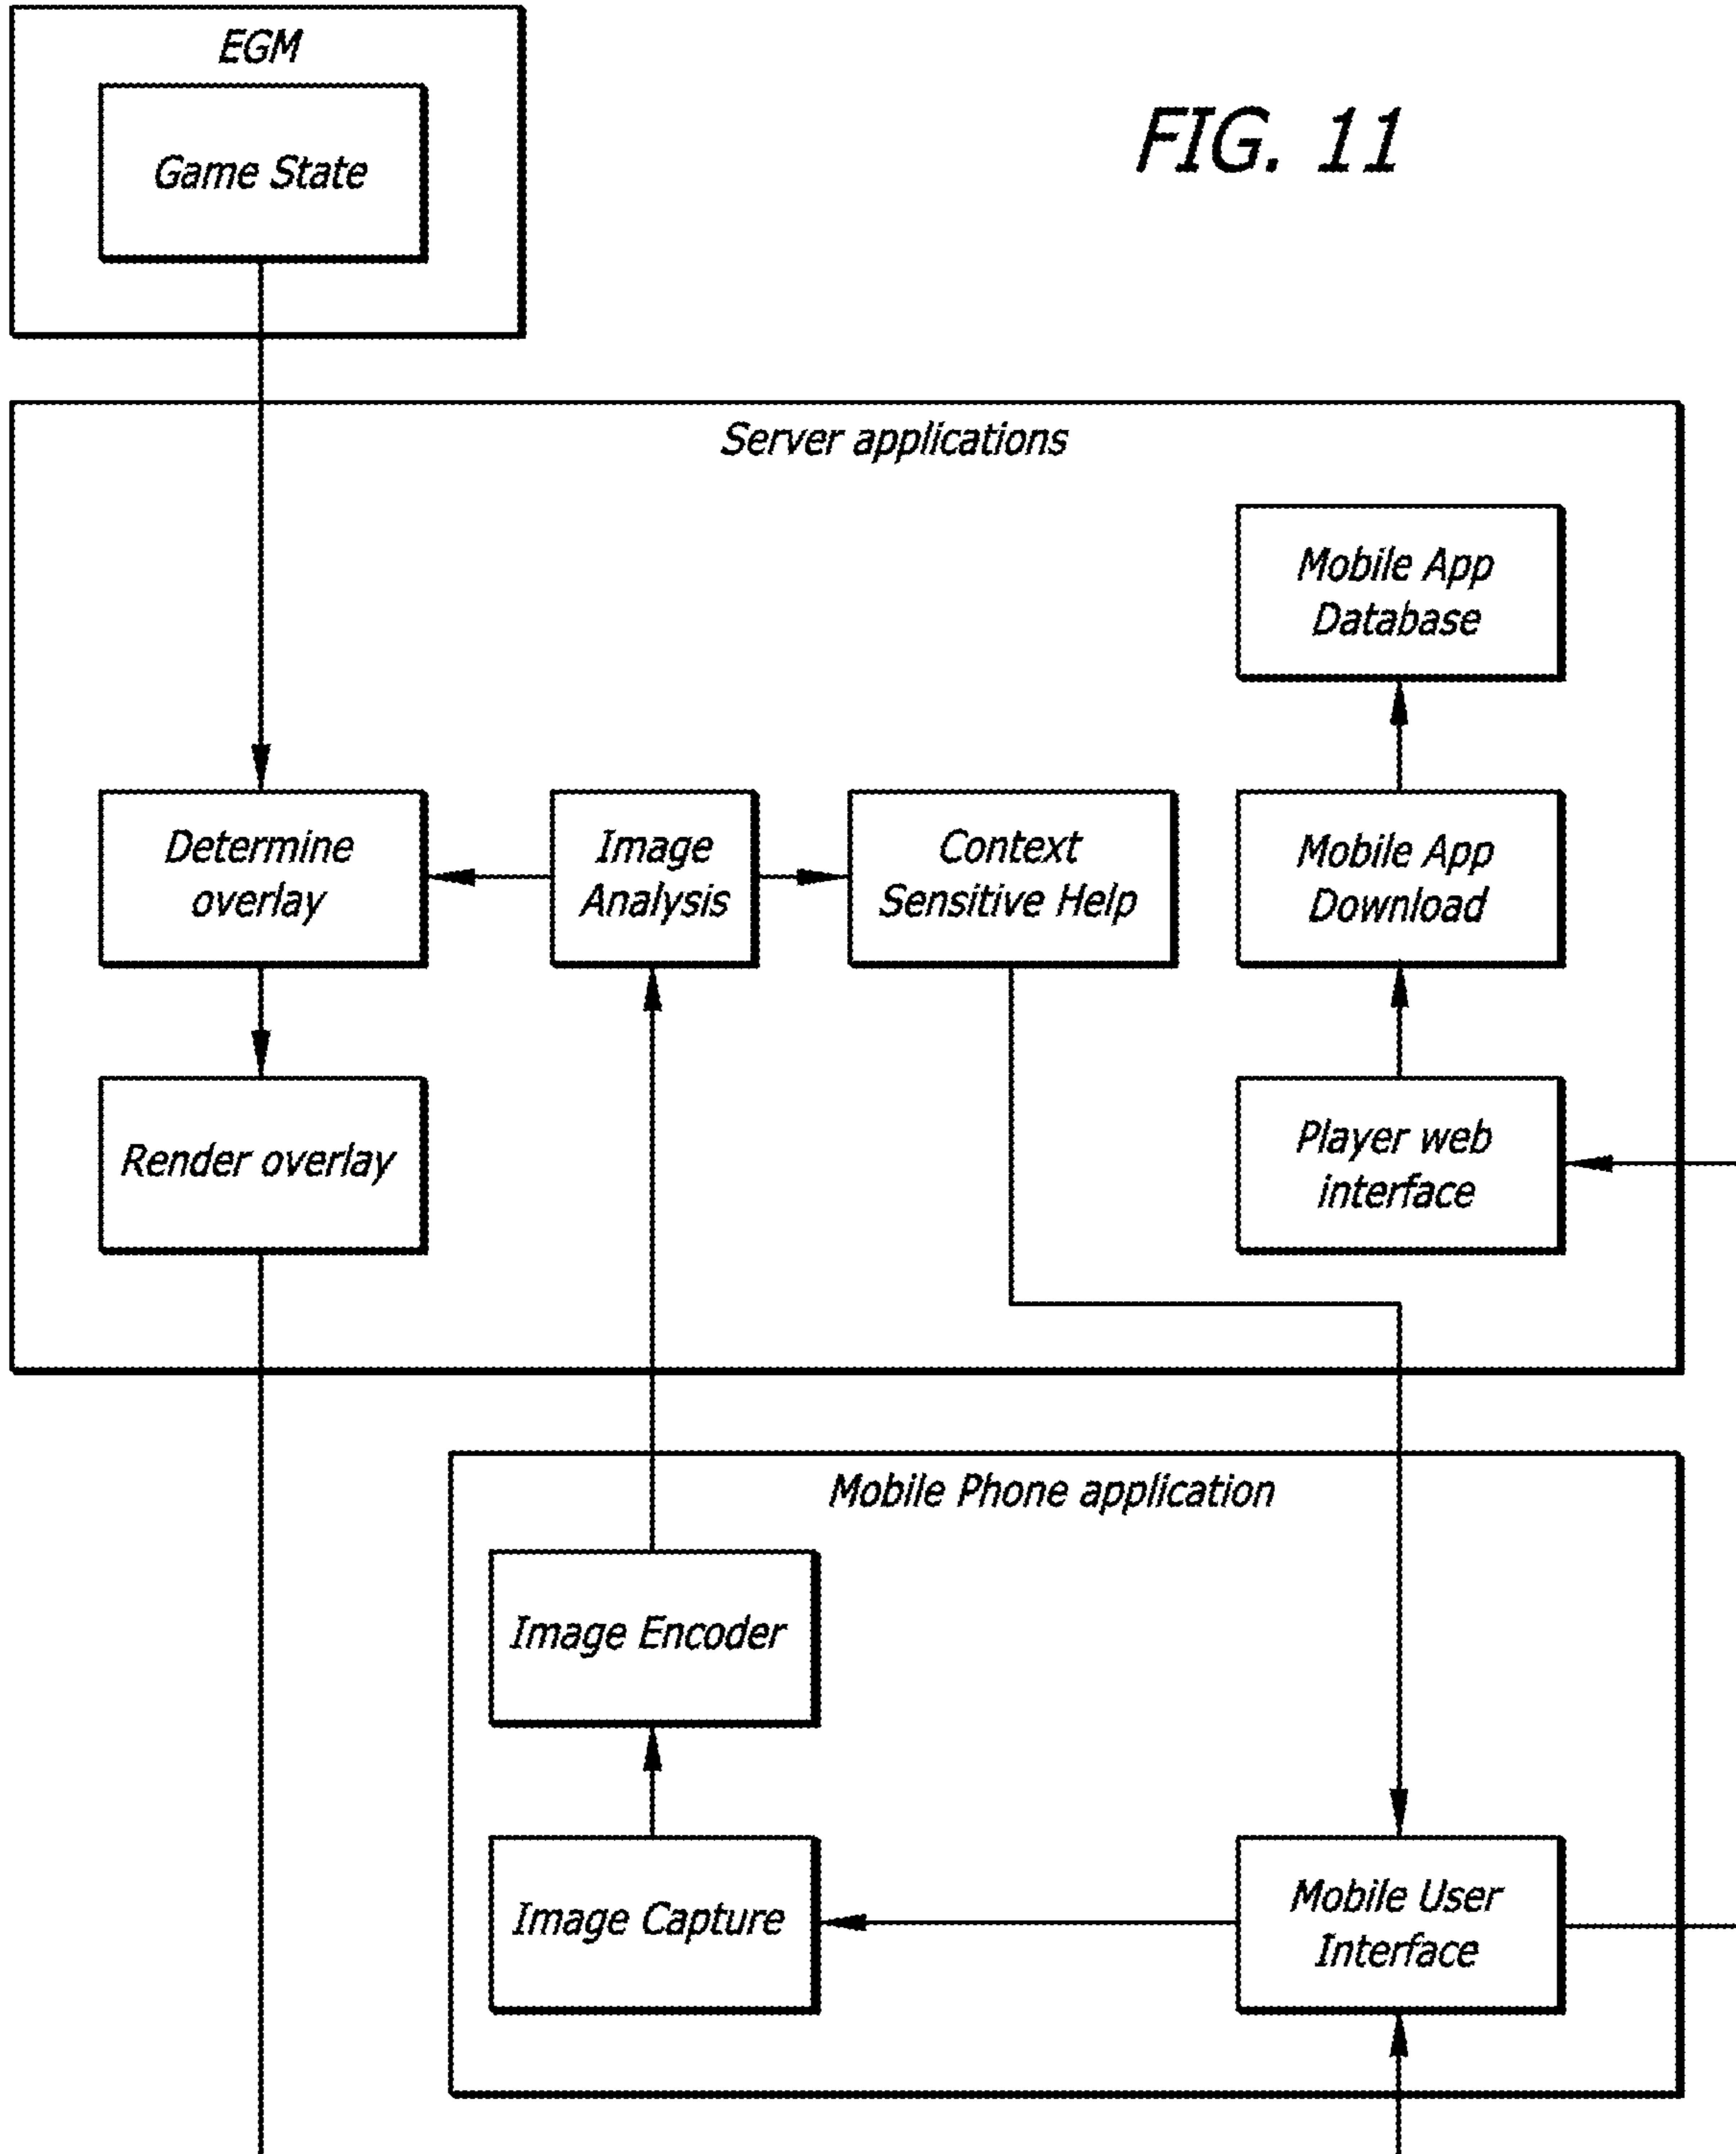 EGM
Game State
FIG. 11
Server applications
Mobile App
Database
Determine
overlay
Image
Analysis
Context
Sensitive Help
Mobile App
Download
Render overlay
Player web
interface
Mobile Phone application
Image Encoder
Image Capture
Mobile User
Interface